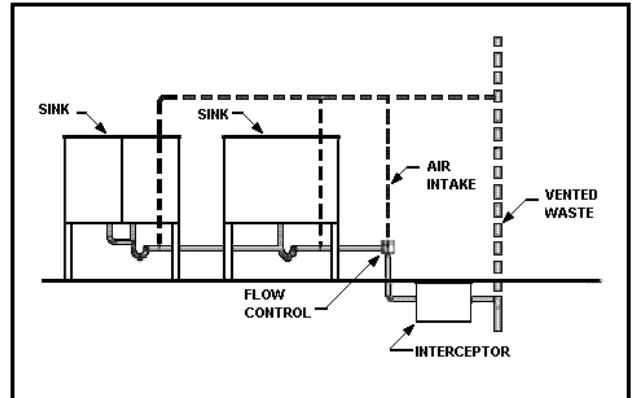 SINK
SINK
AIR
INTAKE
VENTED
WASTE
FLOW
CONTROL
INTERCEPTOR